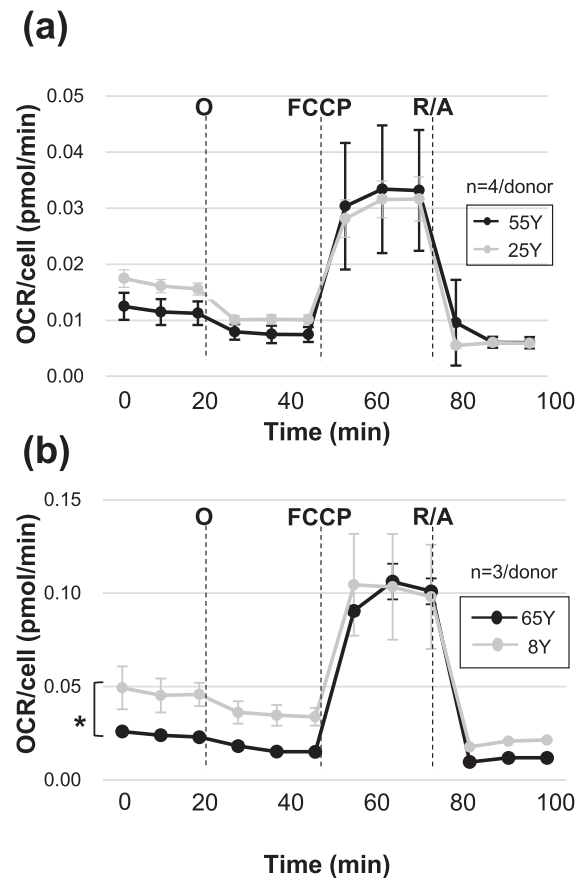 (a)
OCR/cell (pmol/min)
0.05
0.04
0.03
0.02
0.01
0.00
O FCCP R/A
n=4/donor
55Y
25Y
0 20 40 60 80 100
Time (min)
(b)
OCR/cell (pmol/min)
0.15
0.10
0.05
0.00
O FCCP R/A
n=3/donor
65Y
8Y
*
0 20 40 60 80 100
Time (min)